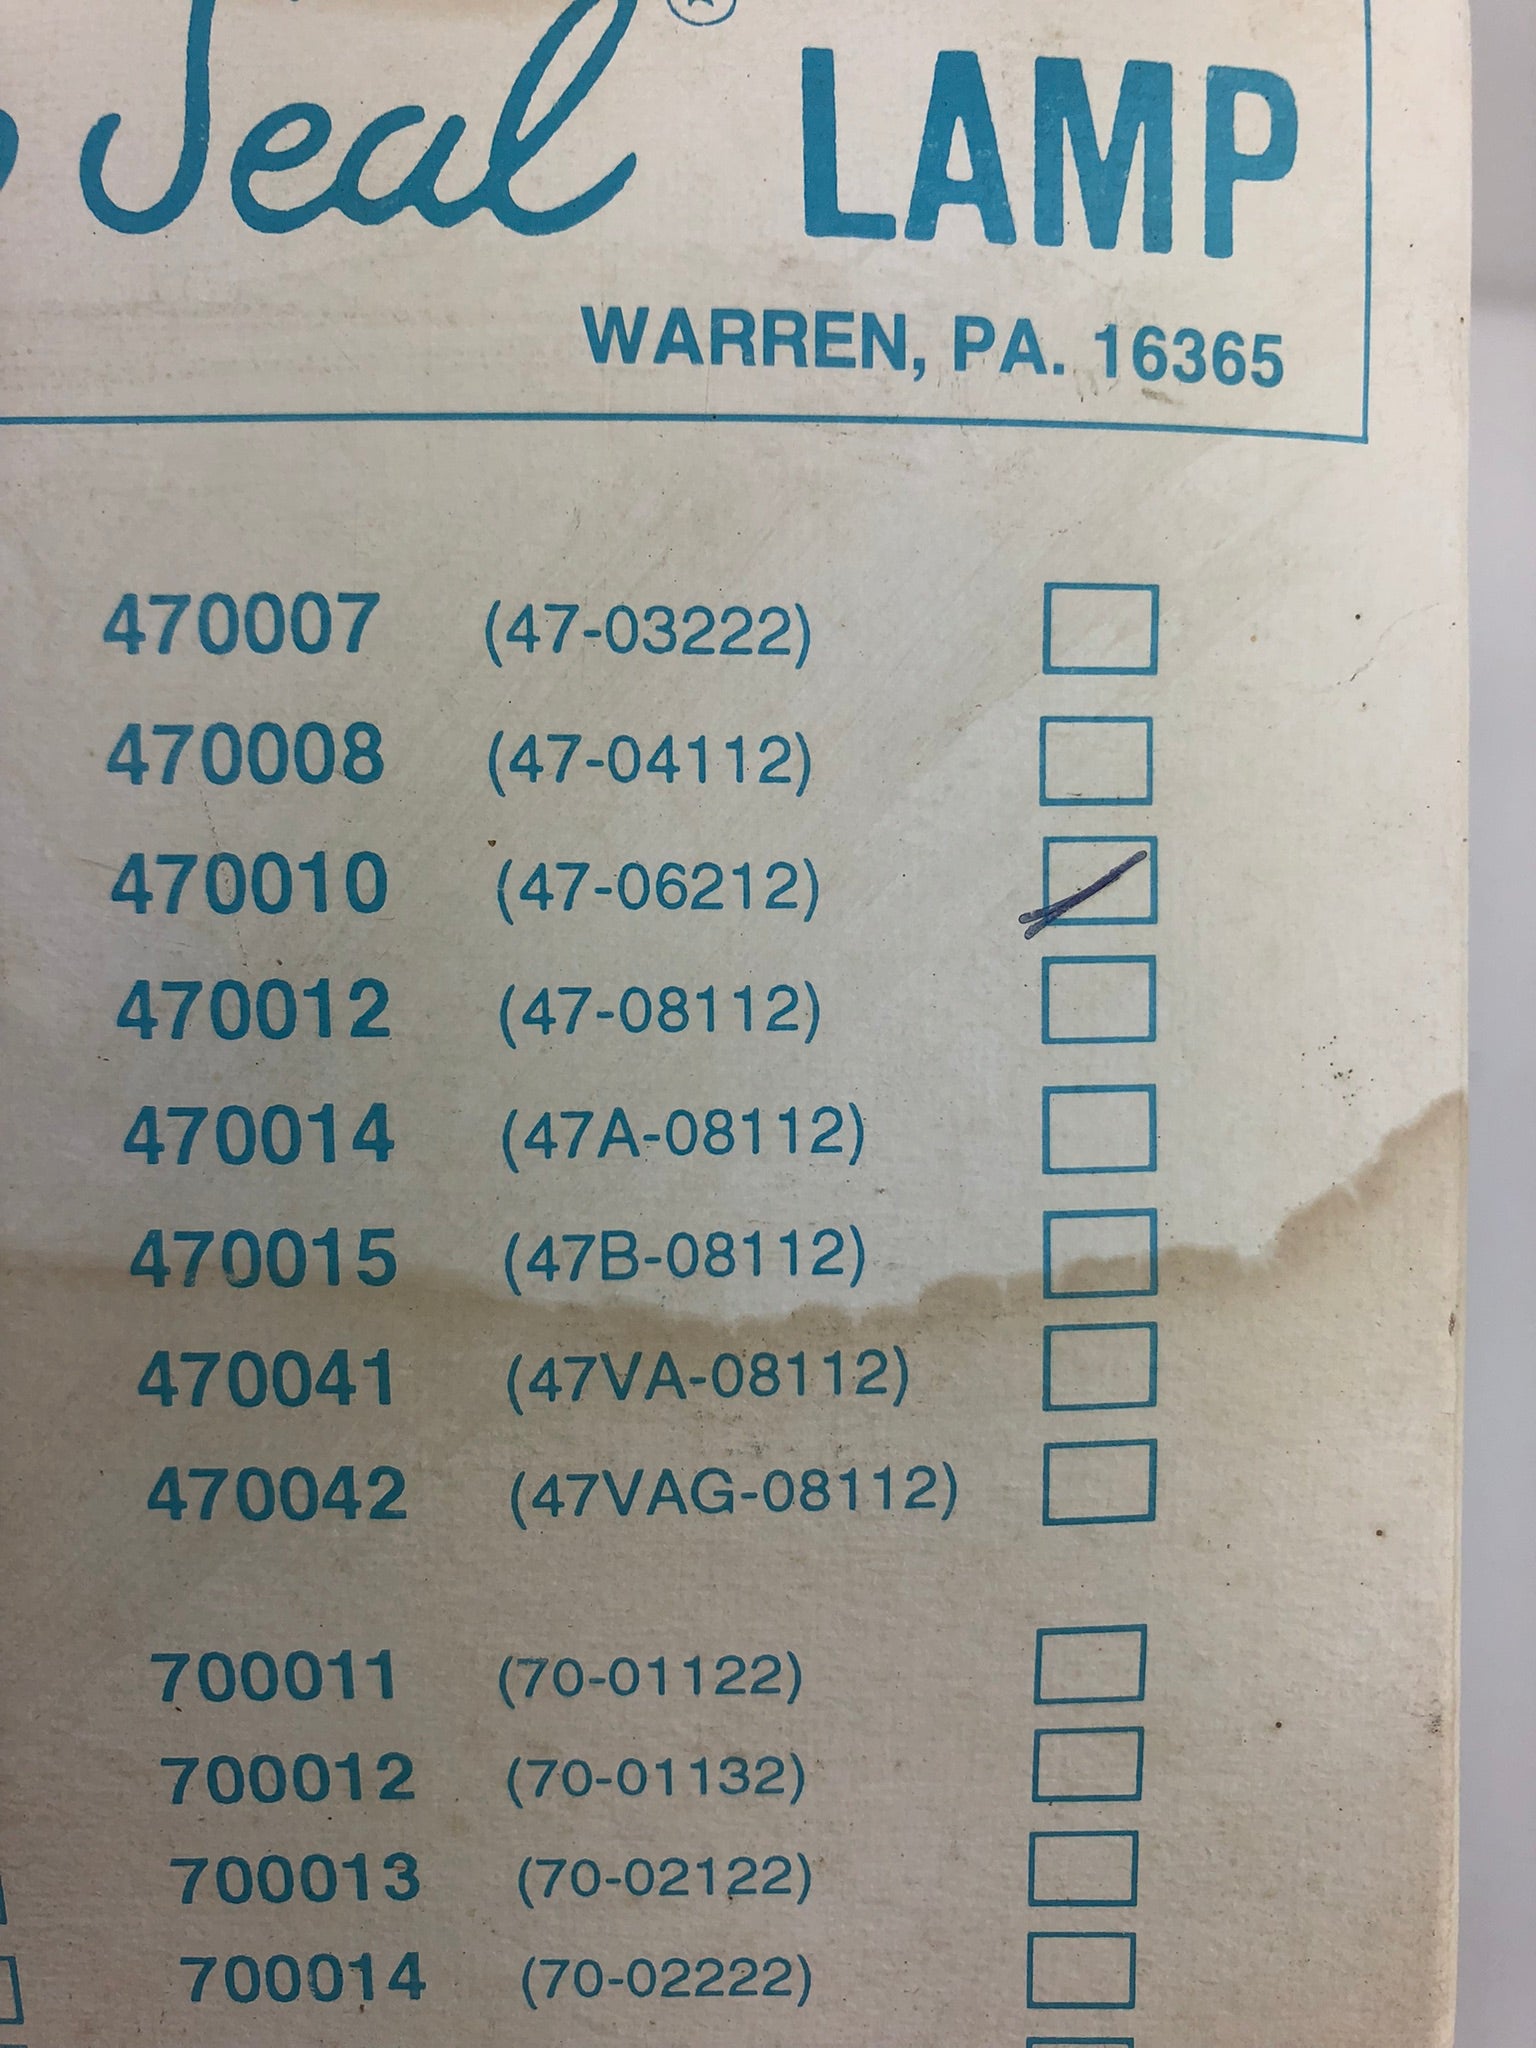 Seal® LAMP
WARREN, PA. 16365
470007 (47-03222)
470008 (47-04112)
470010 (47-06212)
470012 (47-08112)
470014 (47A-08112)
470015 (47B-08112)
470041 (47VA-08112)
470042 (47VAG-08112)
700011 (70-01122)
700012 (70-01132)
700013 (70-02122)
700014 (70-02222)